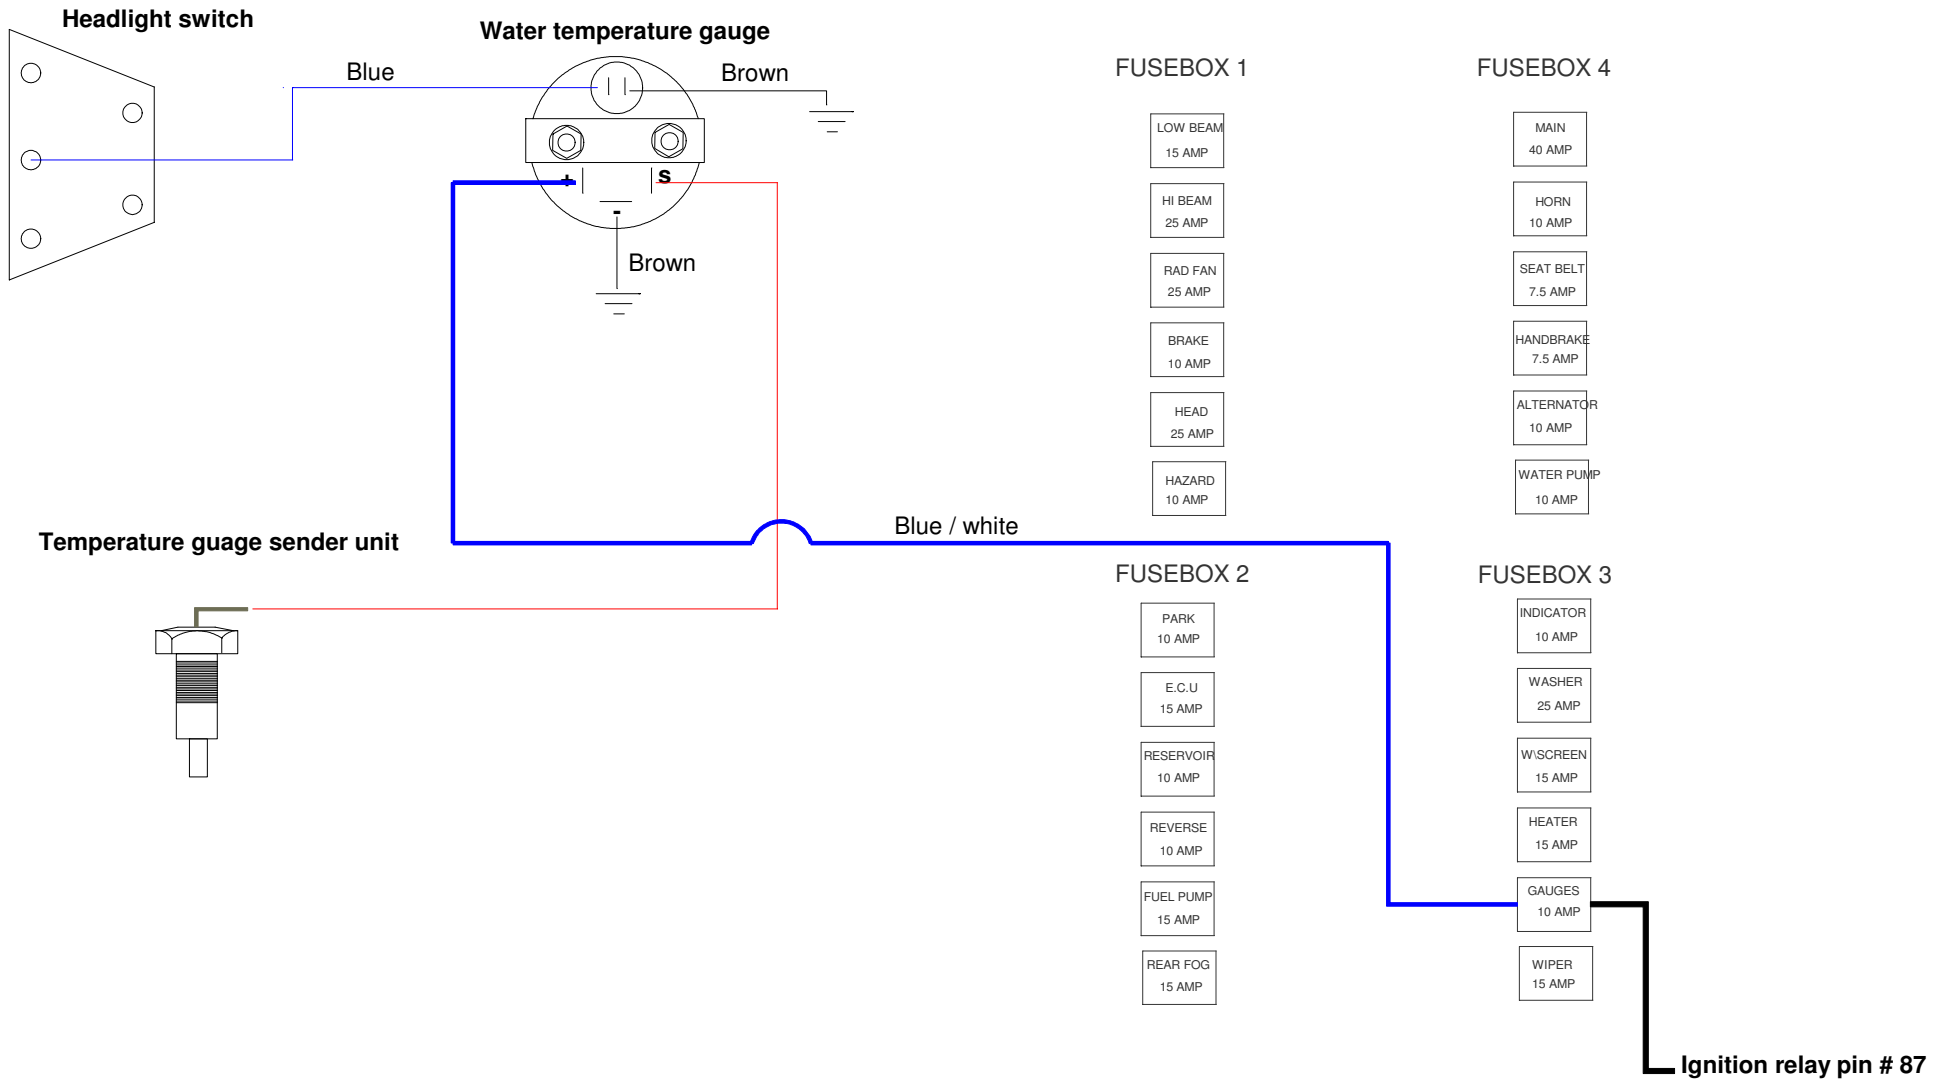 Headlight switch
Water temperature gauge
Blue
Brown
+
S
-
Brown
Temperature guage sender unit
Blue / white
FUSEBOX 1
LOW BEAM
15 AMP
HI BEAM
25 AMP
RAD FAN
25 AMP
BRAKE
10 AMP
HEAD
25 AMP
HAZARD
10 AMP
FUSEBOX 4
MAIN
40 AMP
HORN
10 AMP
SEAT BELT
7.5 AMP
HANDBRAKE
7.5 AMP
ALTERNATOR
10 AMP
WATER PUMP
10 AMP
FUSEBOX 2
PARK
10 AMP
E.C.U
15 AMP
RESERVOIR
10 AMP
REVERSE
10 AMP
FUEL PUMP
15 AMP
REAR FOG
15 AMP
FUSEBOX 3
INDICATOR
10 AMP
WASHER
25 AMP
W\SCREEN
15 AMP
HEATER
15 AMP
GAUGES
10 AMP
WIPER
15 AMP
Ignition relay pin # 87